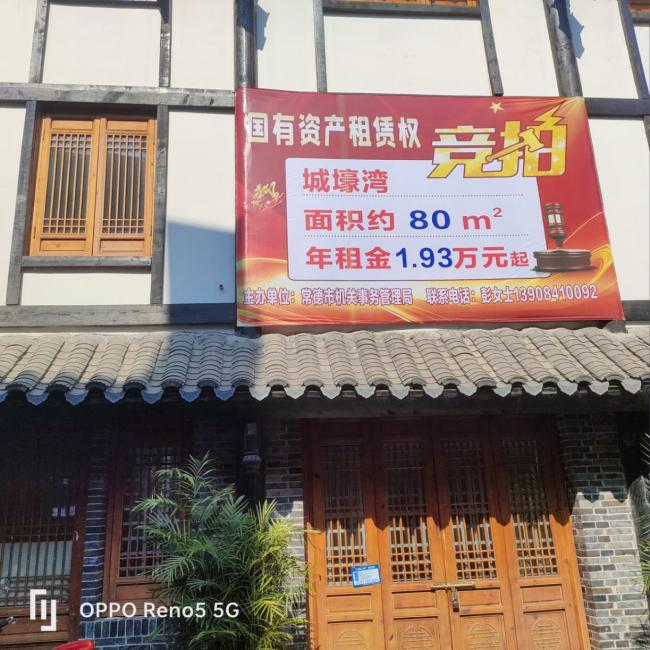 国有资产租赁权
竞拍
城壕湾
面积约 80 m²
年租金1.93万元起
主办单位：常德市机关事务管理局 联系电话：彭女士13908410092
OPPO Reno5 5G